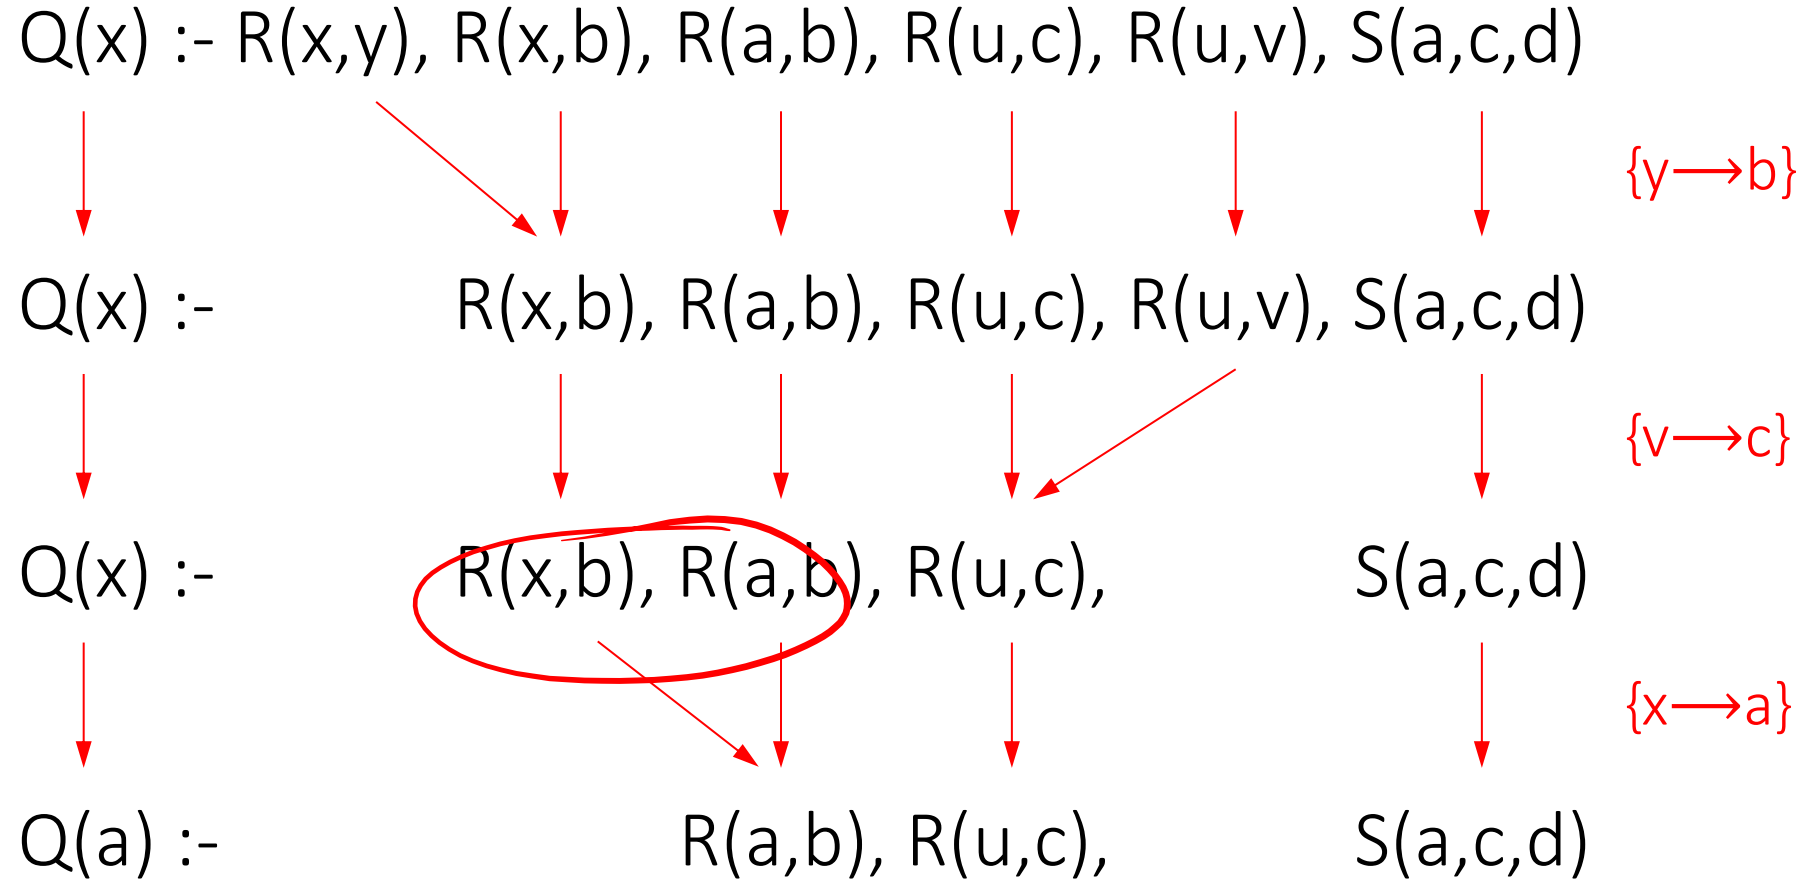 Q(x) :- R(x,y), R(x,b), R(a,b), R(u,c), R(u,v), S(a,c,d)
{y⟶b}
Q(x) :- R(x,b), R(a,b), R(u,c), R(u,v), S(a,c,d)
{v⟶c}
Q(x) :- R(x,b), R(a,b), R(u,c), S(a,c,d)
{x⟶a}
Q(a) :- R(a,b), R(u,c), S(a,c,d)